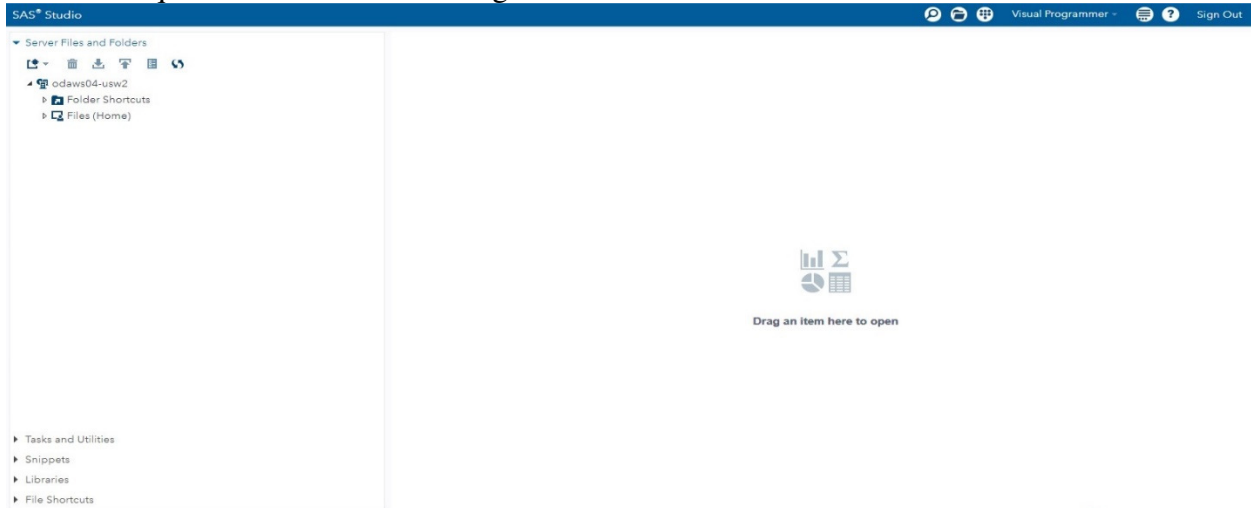 SAS® Studio
Visual Programmer
Sign Out
Server Files and Folders
odaws04-usw2
Folder Shortcuts
Files (Home)
Drag an item here to open
Tasks and Utilities
Snippets
Libraries
File Shortcuts